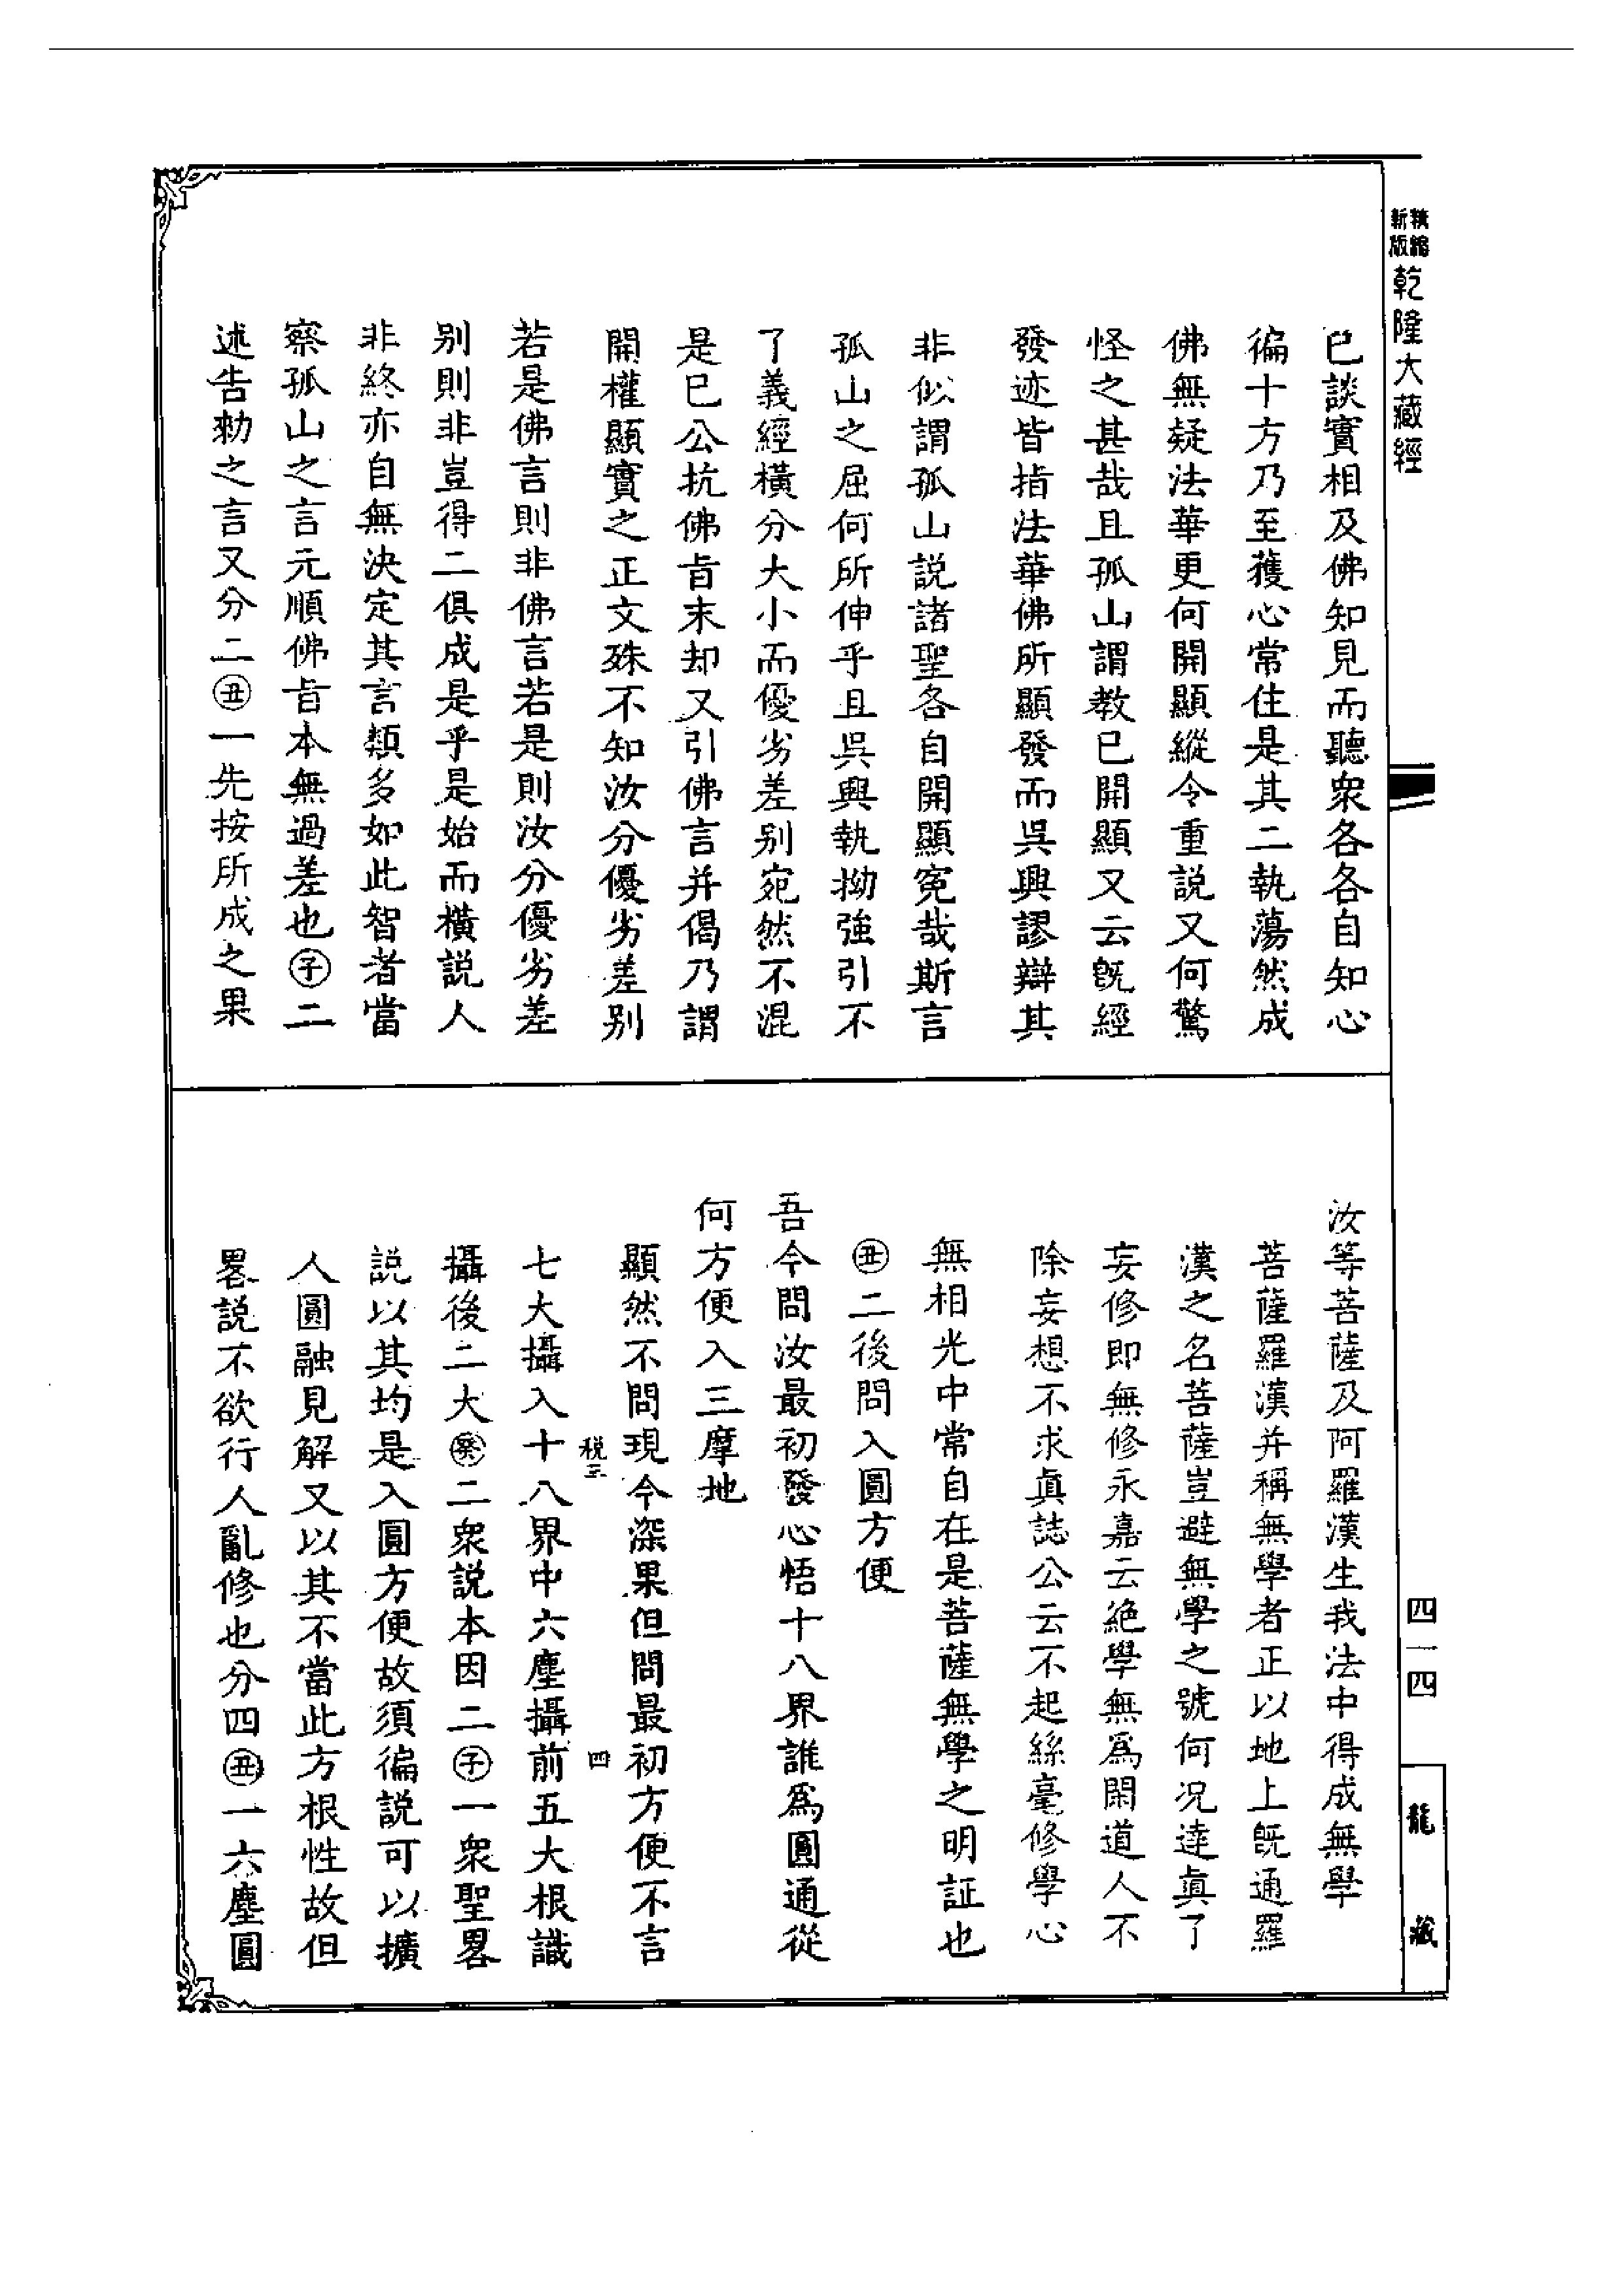 新版
精縮
乾隆大藏經
已談實相及佛知見而聽衆各各自知心
徧十方乃至獲心常住是其二執蕩然成
佛無疑法華更何開顯縱令重說又何驚
怪之甚哉且孤山謂教已開顯又云旣經
發迹皆指法華佛所顯發而吳興謬辯其
非似謂孤山說諸聖各自開顯寃哉斯言
孤山之屈何所伸乎且吳興執拗強引不
了義經橫分大小而優劣差别宛然不混
是已公抗佛旨末却又引佛言并偈乃謂
開權顯實之正文殊不知汝分優劣差别
若是佛言則非佛言若是則汝分優劣差
别則非豈得二俱成是乎是始而橫說人
非終亦自無決定其言類多如此智者當
察孤山之言元順佛旨本無過差也㊛子二
述告勑之言又分二丑一先按所成之果
汝等菩薩及阿羅漢生我法中得成無學
菩薩羅漢并稱無學者正以地上旣通羅
漢之名菩薩豈避無學之號何况達眞了
妄修即無修永嘉云絶學無爲閑道人不
除妄想不求眞誌公云不起絲毫修學心
無相光中常自在是菩薩無學之明証也
丑二後問入圓方便
吾今問汝最初發心悟十八界誰爲圓通從
何方便入三摩地
顯然不問現今深果但問最初方便不言
稅三 四
七大攝入十八界中六塵攝前五大根識
攝後二大癸二衆說本因二子一衆聖畧
說以其均是入圓方便故須徧說可以擴
人圓融見解又以其不當此方根性故但
畧說不欲行人亂修也分四丑一六塵圓
四一四
龍藏